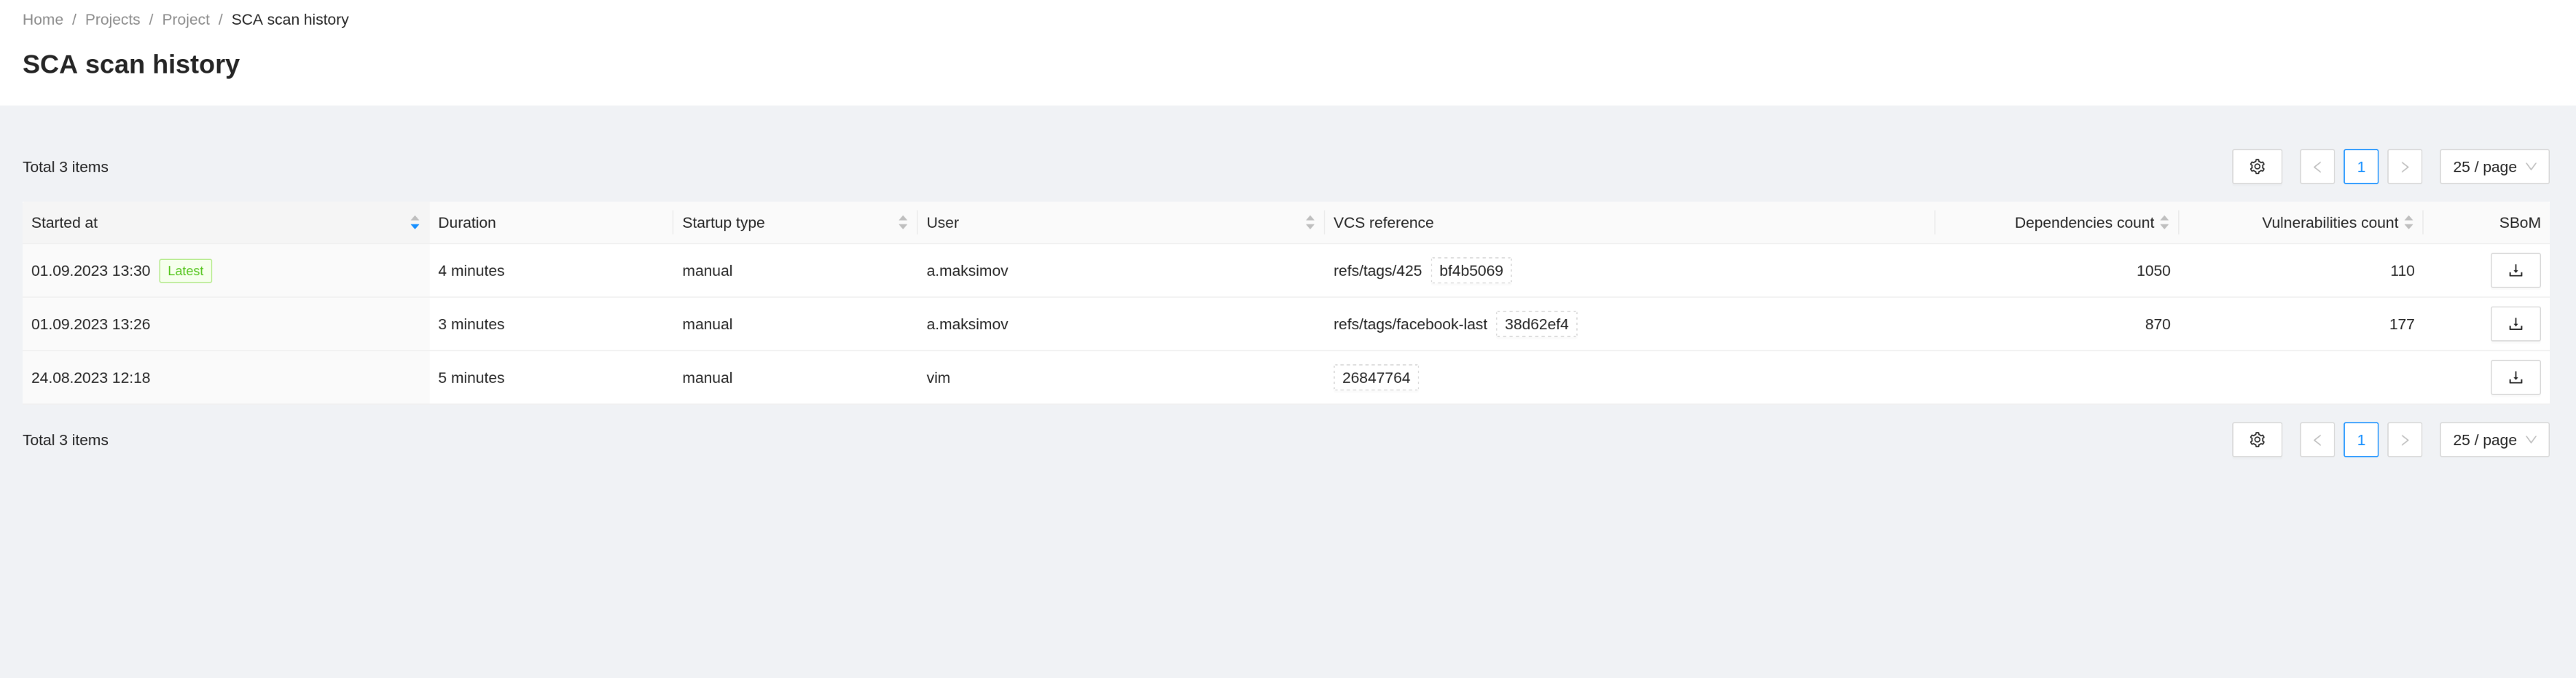 Home / Projects / Project / SCA scan history
SCA scan history
Total 3 items 1 25 / page
Started at Duration Startup type User VCS reference Dependencies count Vulnerabilities count SBoM
01.09.2023 13:30 Latest 4 minutes manual a.maksimov refs/tags/425 bf4b5069 1050 110
01.09.2023 13:26 3 minutes manual a.maksimov refs/tags/facebook-last 38d62ef4 870 177
24.08.2023 12:18 5 minutes manual vim 26847764
Total 3 items 1 25 / page